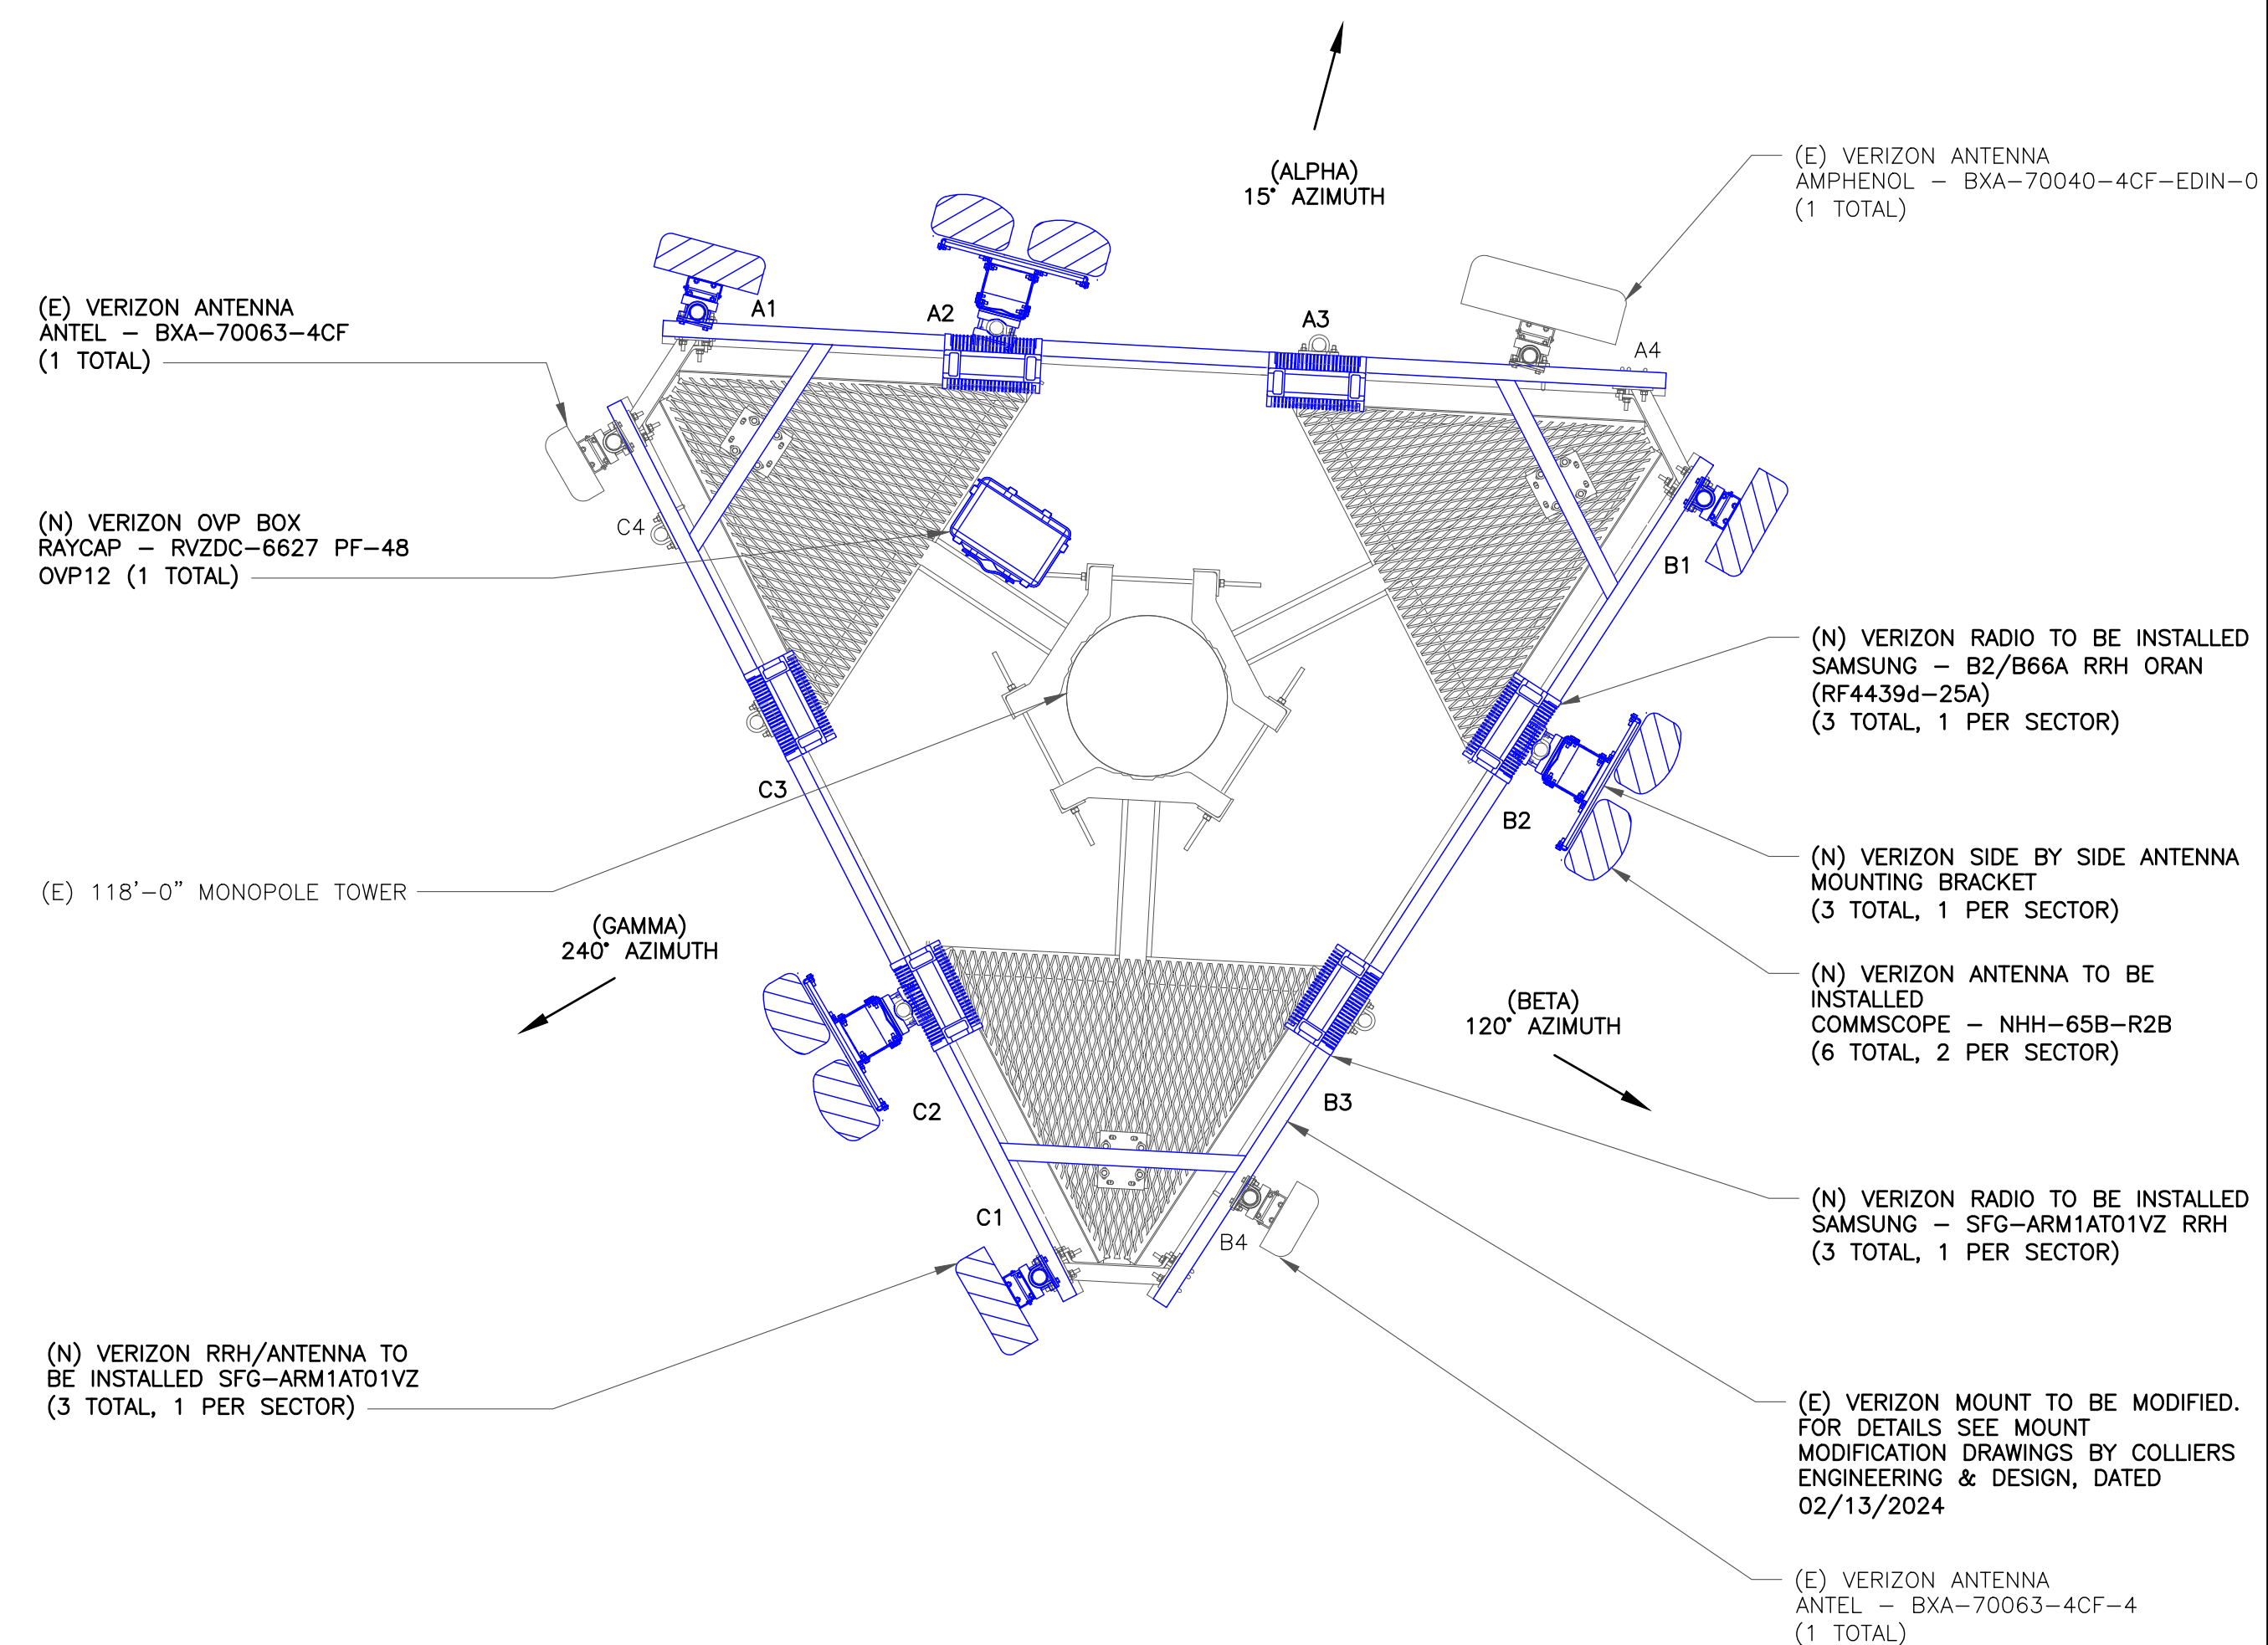 (ALPHA)
15° AZIMUTH
(E) VERIZON ANTENNA
AMPHENOL - BXA-70040-4CF-EDIN-0
(1 TOTAL)
(E) VERIZON ANTENNA
ANTEL - BXA-70063-4CF
(1 TOTAL)
A1
A2
A3
A4
(N) VERIZON OVP BOX
RAYCAP - RVZDC-6627 PF-48
OVP12 (1 TOTAL)
C4
B1
(N) VERIZON RADIO TO BE INSTALLED
SAMSUNG - B2/B66A RRH ORAN
(RF4439d-25A)
(3 TOTAL, 1 PER SECTOR)
C3
B2
(N) VERIZON SIDE BY SIDE ANTENNA
MOUNTING BRACKET
(3 TOTAL, 1 PER SECTOR)
(E) 118'-0" MONOPOLE TOWER
(GAMMA)
240° AZIMUTH
(N) VERIZON ANTENNA TO BE
INSTALLED
COMMSCOPE - NHH-65B-R2B
(6 TOTAL, 2 PER SECTOR)
(BETA)
120° AZIMUTH
C2
B3
C1
B4
(N) VERIZON RADIO TO BE INSTALLED
SAMSUNG - SFG-ARM1AT01VZ RRH
(3 TOTAL, 1 PER SECTOR)
(N) VERIZON RRH/ANTENNA TO
BE INSTALLED SFG-ARM1AT01VZ
(3 TOTAL, 1 PER SECTOR)
(E) VERIZON MOUNT TO BE MODIFIED.
FOR DETAILS SEE MOUNT
MODIFICATION DRAWINGS BY COLLIERS
ENGINEERING & DESIGN, DATED
02/13/2024
(E) VERIZON ANTENNA
ANTEL - BXA-70063-4CF-4
(1 TOTAL)